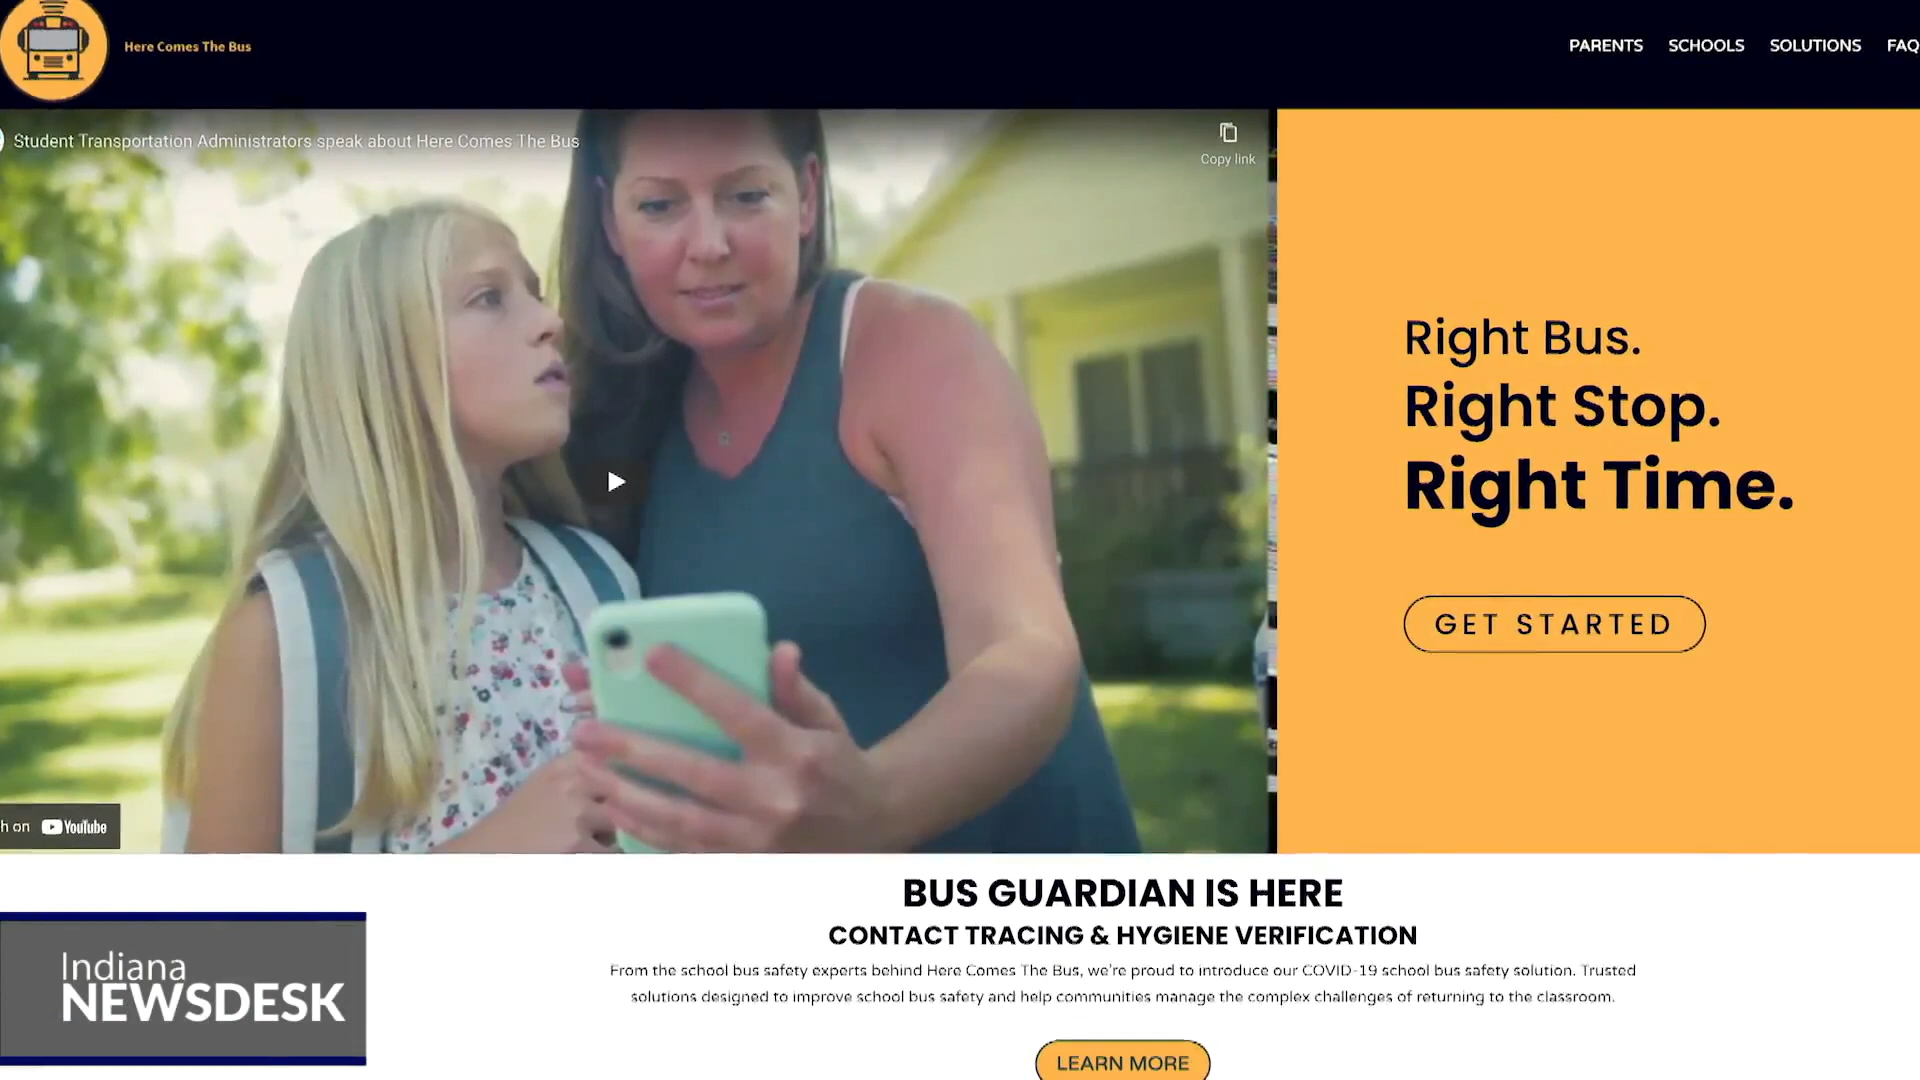 Here Comes The Bus
PARENTS SCHOOLS SOLUTIONS FAQ
Student Transportation Administrators speak about Here Comes The Bus
Copy link
Right Bus.
Right Stop.
Right Time.
GET STARTED
h on YouTube
BUS GUARDIAN IS HERE
CONTACT TRACING & HYGIENE VERIFICATION
From the school bus safety experts behind Here Comes The Bus, we're proud to introduce our COVID-19 school bus safety solution. Trusted
solutions designed to improve school bus safety and help communities manage the complex challenges of returning to the classroom.
LEARN MORE
Indiana
NEWSDESK